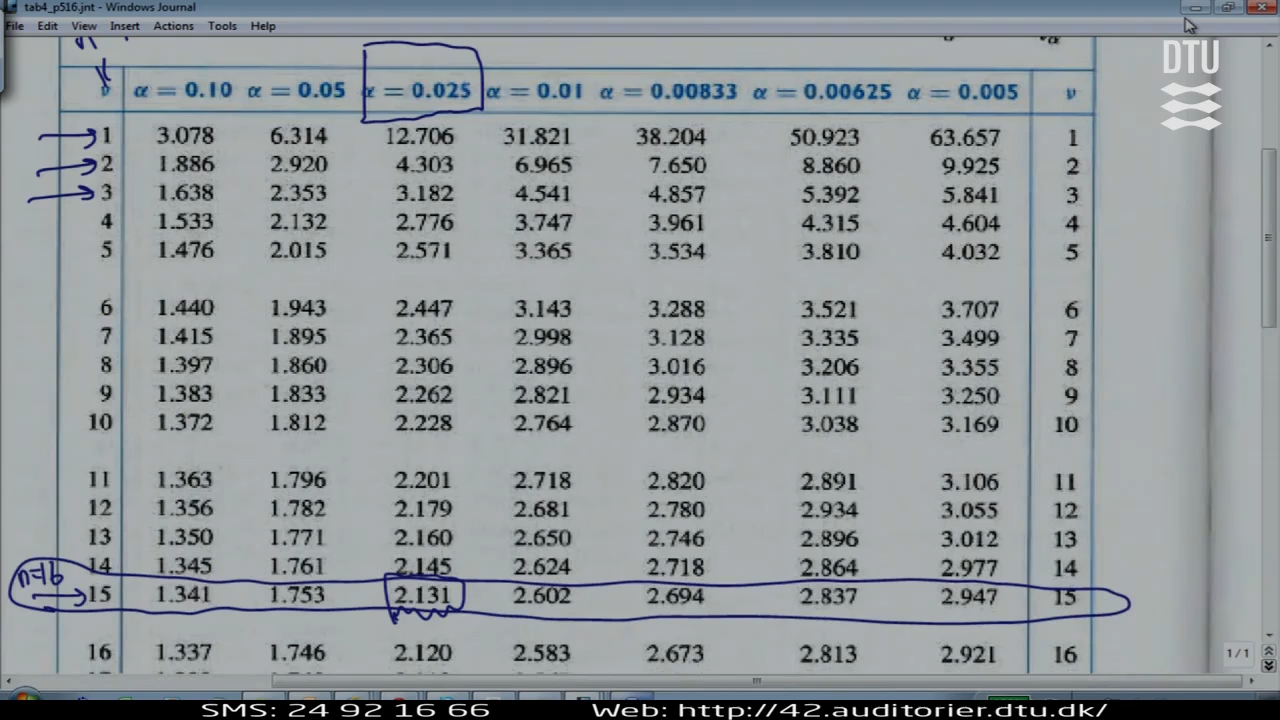 tab4_p516.jnt - Windows Journal
File Edit View Insert Actions Tools Help
DTU
ν α = 0.10 α = 0.05 α = 0.025 α = 0.01 α = 0.00833 α = 0.00625 α = 0.005 ν
1 3.078 6.314 12.706 31.821 38.204 50.923 63.657 1
2 1.886 2.920 4.303 6.965 7.650 8.860 9.925 2
3 1.638 2.353 3.182 4.541 4.857 5.392 5.841 3
4 1.533 2.132 2.776 3.747 3.961 4.315 4.604 4
5 1.476 2.015 2.571 3.365 3.534 3.810 4.032 5
6 1.440 1.943 2.447 3.143 3.288 3.521 3.707 6
7 1.415 1.895 2.365 2.998 3.128 3.335 3.499 7
8 1.397 1.860 2.306 2.896 3.016 3.206 3.355 8
9 1.383 1.833 2.262 2.821 2.934 3.111 3.250 9
10 1.372 1.812 2.228 2.764 2.870 3.038 3.169 10
11 1.363 1.796 2.201 2.718 2.820 2.891 3.106 11
12 1.356 1.782 2.179 2.681 2.780 2.934 3.055 12
13 1.350 1.771 2.160 2.650 2.746 2.896 3.012 13
14 1.345 1.761 2.145 2.624 2.718 2.864 2.977 14
n=16
15 1.341 1.753 2.131 2.602 2.694 2.837 2.947 15
16 1.337 1.746 2.120 2.583 2.673 2.813 2.921 16
1/1
SMS: 24 92 16 66 Web: http://42.auditorier.dtu.dk/